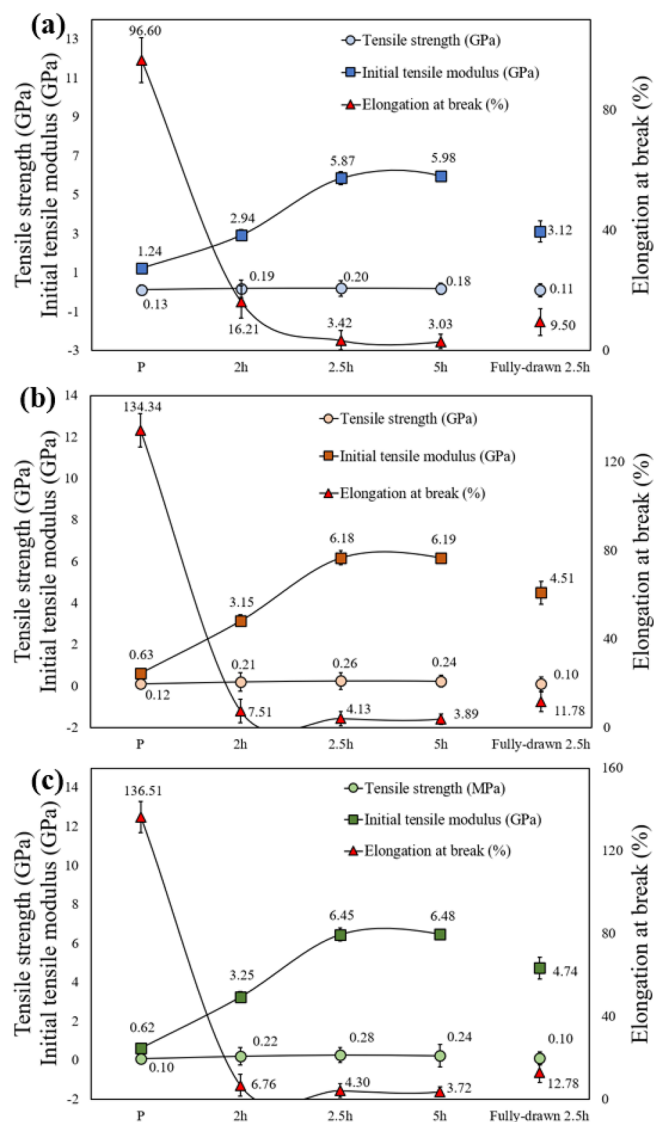 (a)
Tensile strength (GPa)
Initial tensile modulus (GPa)
Elongation at break (%)
13
11
9
7
5
3
1
-1
-3
80
40
0
Tensile strength (GPa)
Initial tensile modulus (GPa)
Elongation at break (%)
96.60
1.24
0.13
2.94
0.19
16.21
5.87
0.20
3.42
5.98
0.18
3.03
3.12
0.11
9.50
P
2h
2.5h
5h
Fully-drawn 2.5h
(b)
Tensile strength (GPa)
Initial tensile modulus (GPa)
Elongation at break (%)
14
12
10
8
6
4
2
0
-2
120
80
40
0
Tensile strength (GPa)
Initial tensile modulus (GPa)
Elongation at break (%)
134.34
0.63
0.12
3.15
0.21
7.51
6.18
0.26
4.13
6.19
0.24
3.89
4.51
0.10
11.78
P
2h
2.5h
5h
Fully-drawn 2.5h
(c)
Tensile strength (GPa)
Initial tensile modulus (GPa)
Elongation at break (%)
14
12
10
8
6
4
2
0
-2
160
120
80
40
0
Tensile strength (MPa)
Initial tensile modulus (GPa)
Elongation at break (%)
136.51
0.62
0.10
3.25
0.22
6.76
6.45
0.28
4.30
6.48
0.24
3.72
4.74
0.10
12.78
P
2h
2.5h
5h
Fully-drawn 2.5h